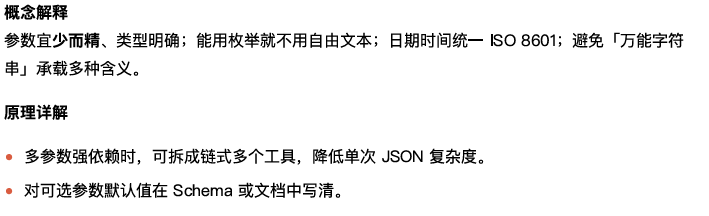 概念解释
参数宜少而精、类型明确；能用枚举就不用自由文本；日期时间统一 ISO 8601；避免「万能字符
串」承载多种含义。
原理详解
• 多参数强依赖时，可拆成链式多个工具，降低单次 JSON 复杂度。
• 对可选参数默认值在 Schema 或文档中写清。